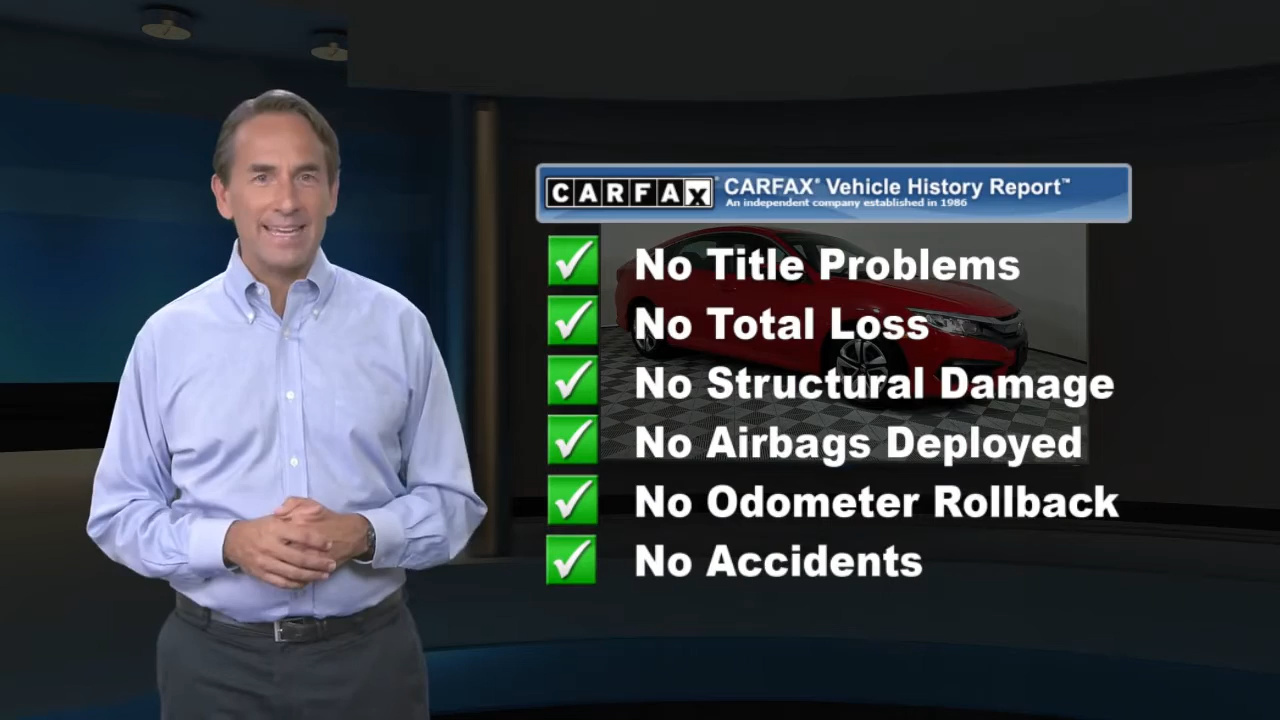 CARFAX
CARFAX® Vehicle History Report™
An independent company established in 1986
No Title Problems
No Total Loss
No Structural Damage
No Airbags Deployed
No Odometer Rollback
No Accidents